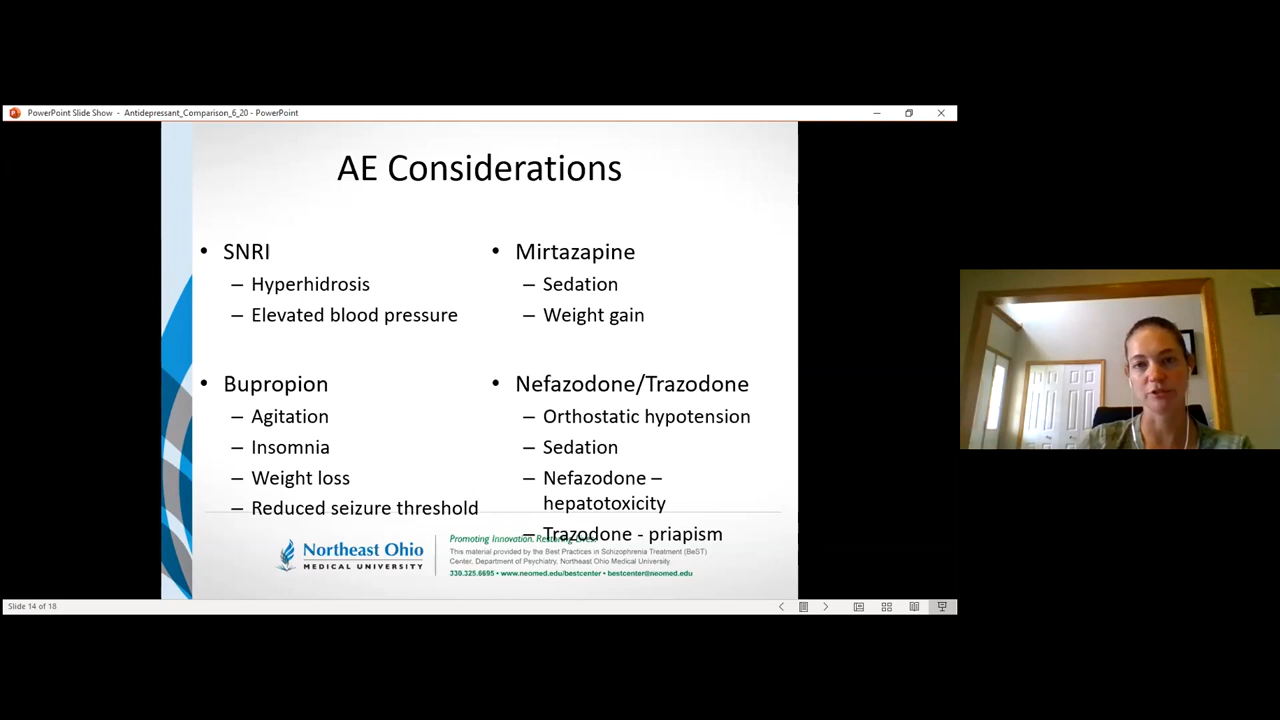 PowerPoint Slide Show - Antidepressant_Comparison_6_20 - PowerPoint
AE Considerations
• SNRI
– Hyperhidrosis
– Elevated blood pressure
• Bupropion
– Agitation
– Insomnia
– Weight loss
– Reduced seizure threshold
• Mirtazapine
– Sedation
– Weight gain
• Nefazodone/Trazodone
– Orthostatic hypotension
– Sedation
– Nefazodone –
hepatotoxicity
– Trazodone - priapism
Northeast Ohio
MEDICAL UNIVERSITY
Promoting Innovation. Restoring Lives.
This material provided by the Best Practices in Schizophrenia Treatment (BeST)
Center, Department of Psychiatry, Northeast Ohio Medical University
330.325.6695 • www.neomed.edu/bestcenter • bestcenter@neomed.edu
Slide 14 of 18